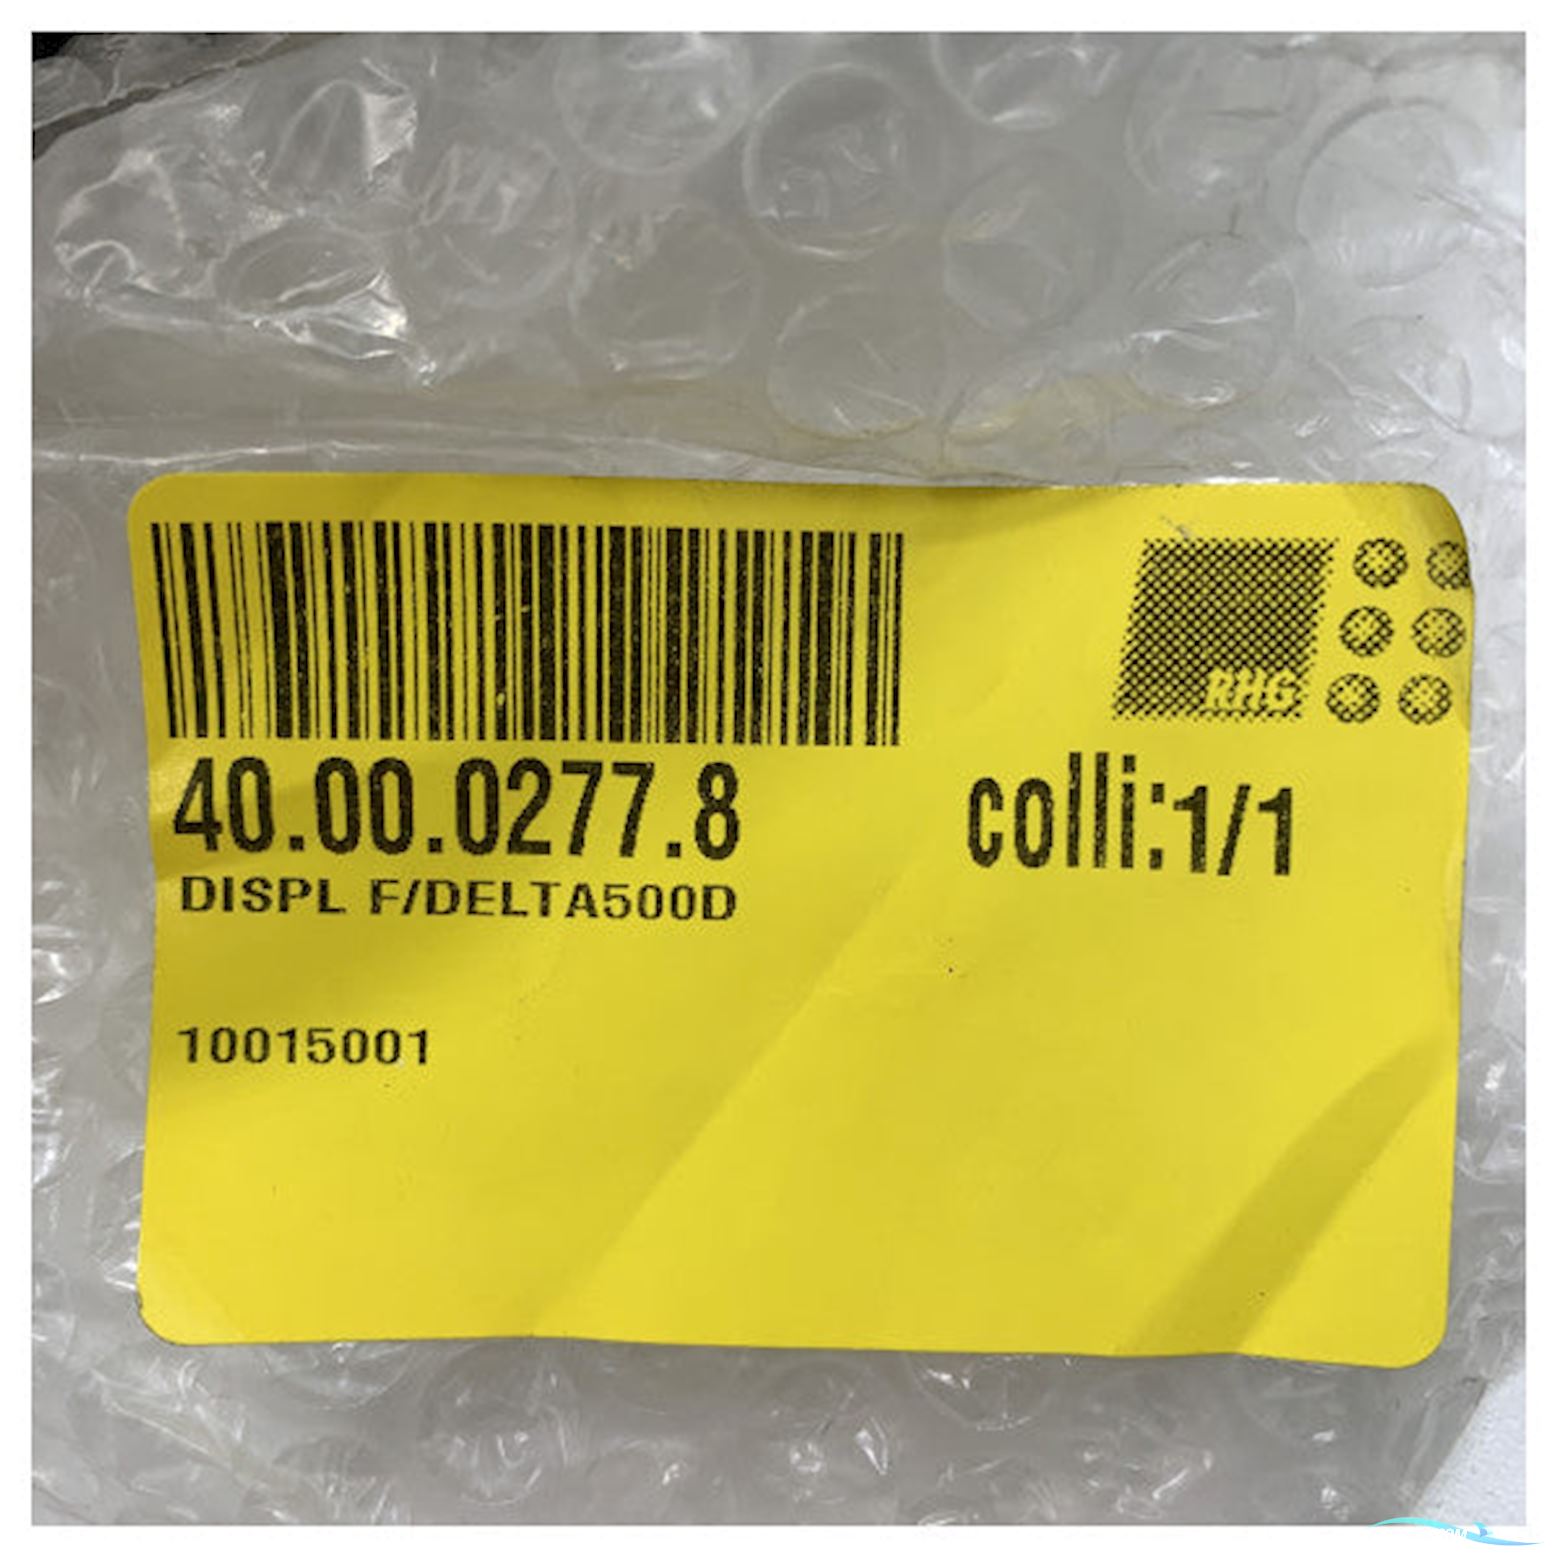 RHG
40.00.0277.8
colli:1/1
DISPL F/DELTA500D
10015001